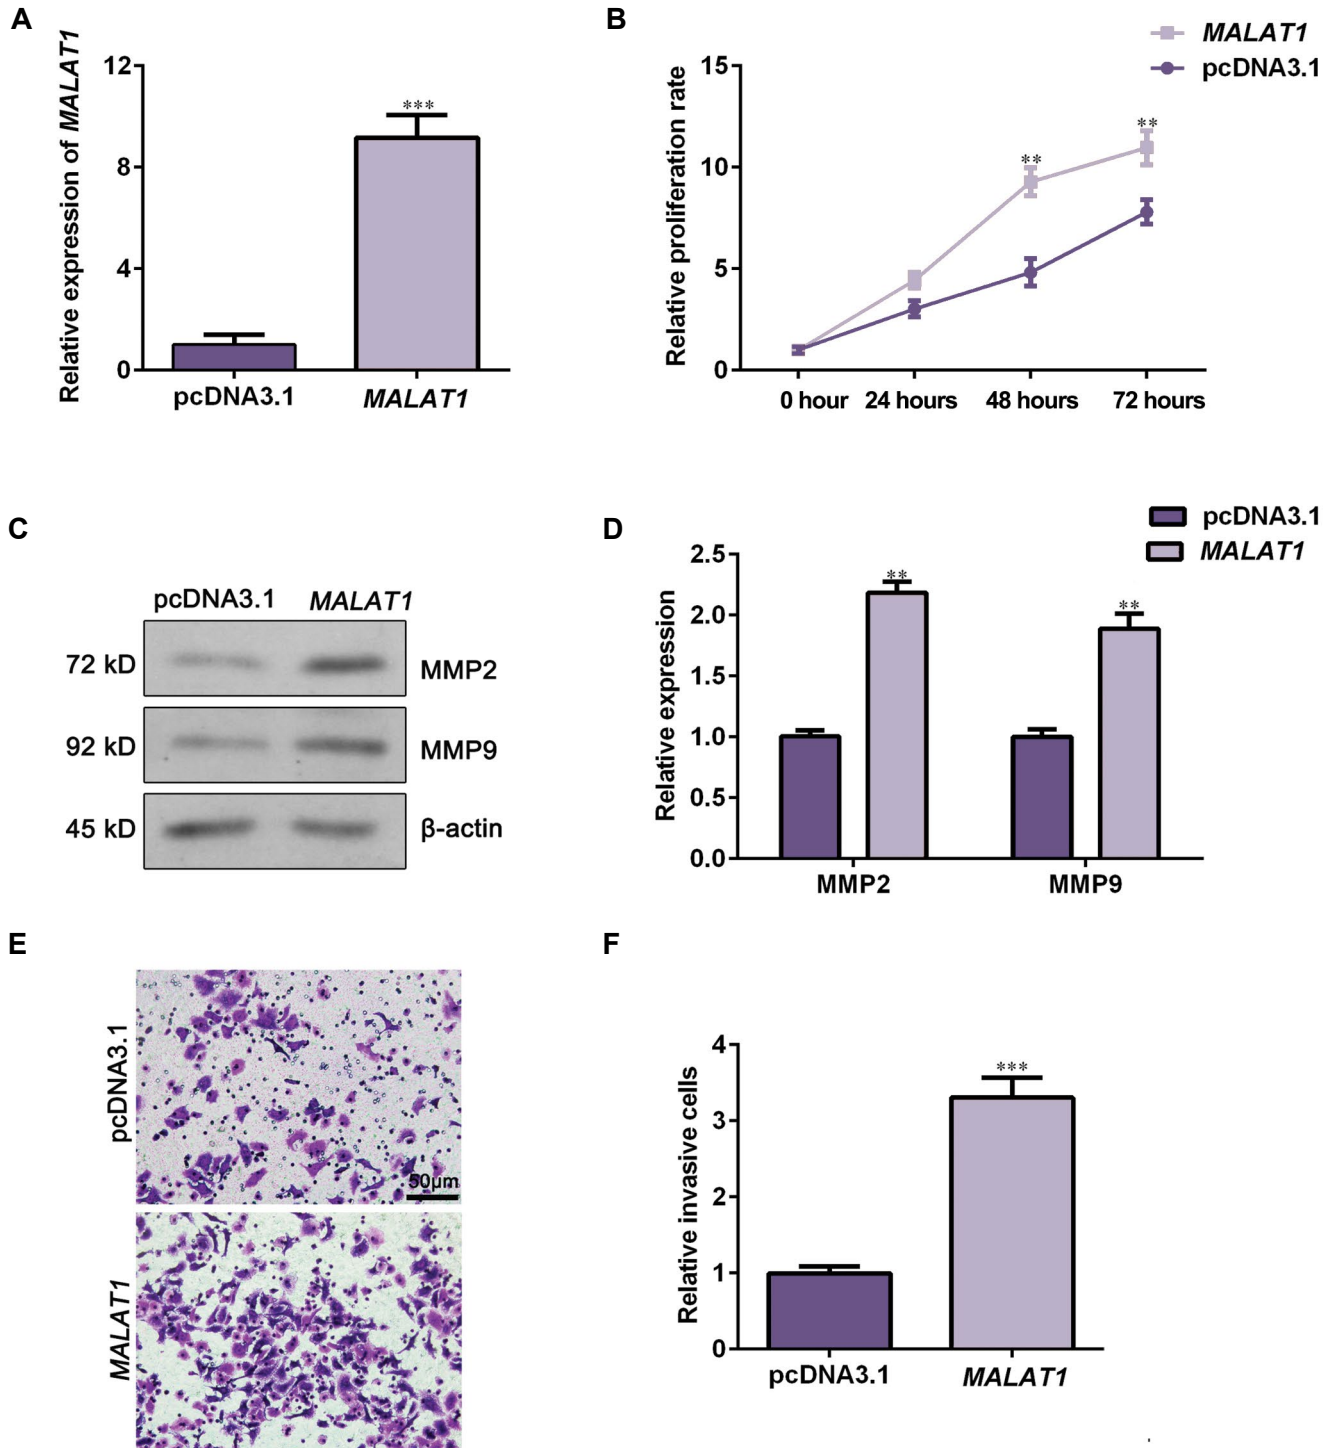 A
Relative expression of MALAT1
12
8
4
0
***
pcDNA3.1
MALAT1
B
MALAT1
pcDNA3.1
Relative proliferation rate
15
10
5
0
**
**
0 hour
24 hours
48 hours
72 hours
C
pcDNA3.1
MALAT1
72 kD
MMP2
92 kD
MMP9
45 kD
β-actin
D
pcDNA3.1
MALAT1
Relative expression
2.5
2.0
1.5
1.0
0.5
0.0
**
**
MMP2
MMP9
E
pcDNA3.1
50μm
MALAT1
F
Relative invasive cells
4
3
2
1
0
***
pcDNA3.1
MALAT1